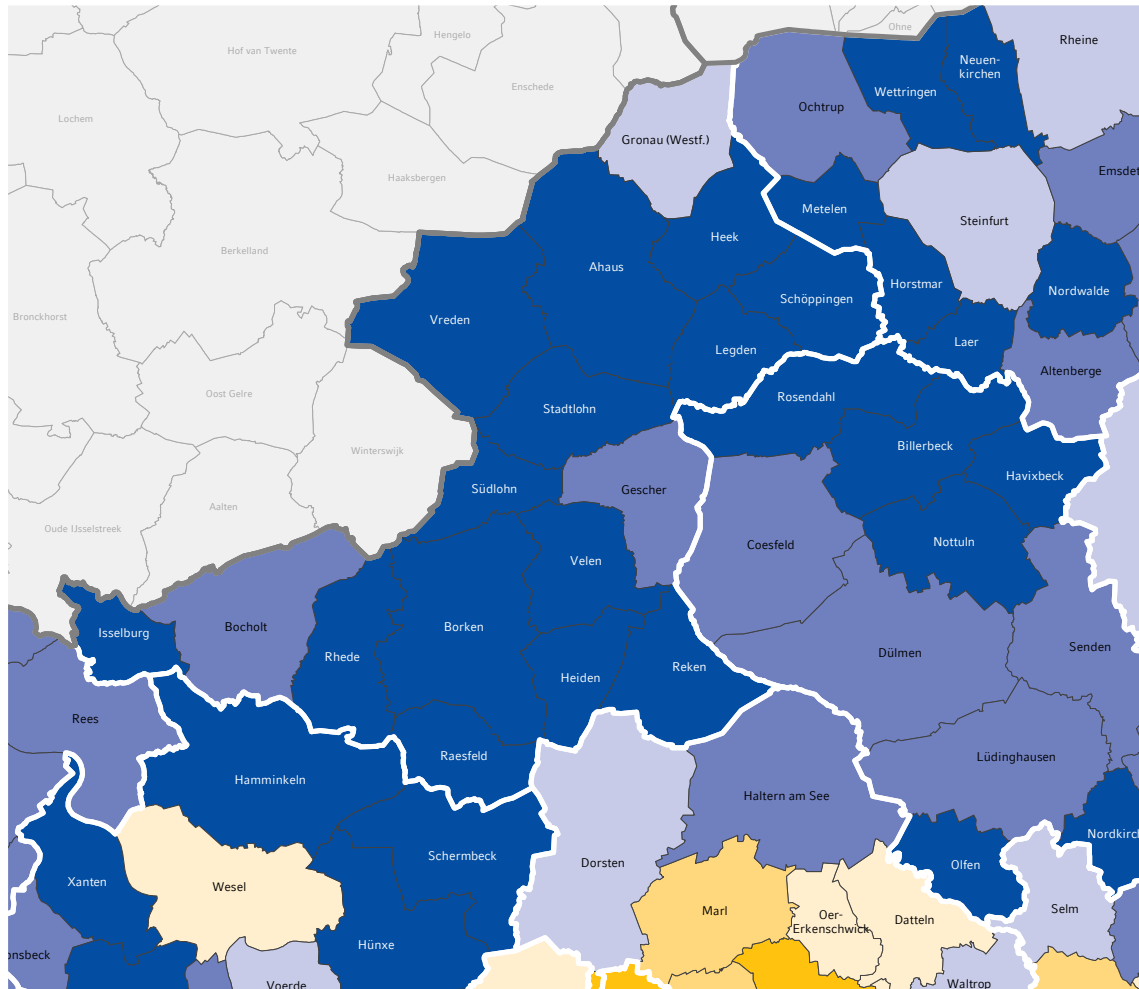 Ohne
Hengelo
Hof van Twente
Rheine
Neuen-
kirchen
Enschede
Wettringen
Ochtrup
Lochem
Gronau (Westf.)
Emsdet
Haaksbergen
Metelen
Steinfurt
Heek
Berkelland
Ahaus
Horstmar
Nordwalde
Schöppingen
Bronckhorst
Vreden
Laer
Legden
Altenberge
Oost Gelre
Rosendahl
Stadtlohn
Billerbeck
Winterswijk
Havixbeck
Südlohn
Gescher
Aalten
Oude IJsselstreek
Nottuln
Coesfeld
Velen
Isselburg
Bocholt
Borken
Senden
Dülmen
Rhede
Reken
Heiden
Rees
Raesfeld
Lüdinghausen
Hamminkeln
Haltern am See
Nordkirch
Schermbeck
Dorsten
Olfen
Xanten
Wesel
Marl
Selm
Oer-
Erkenschwick
Datteln
Hünxe
onsbeck
Voerde
Waltrop